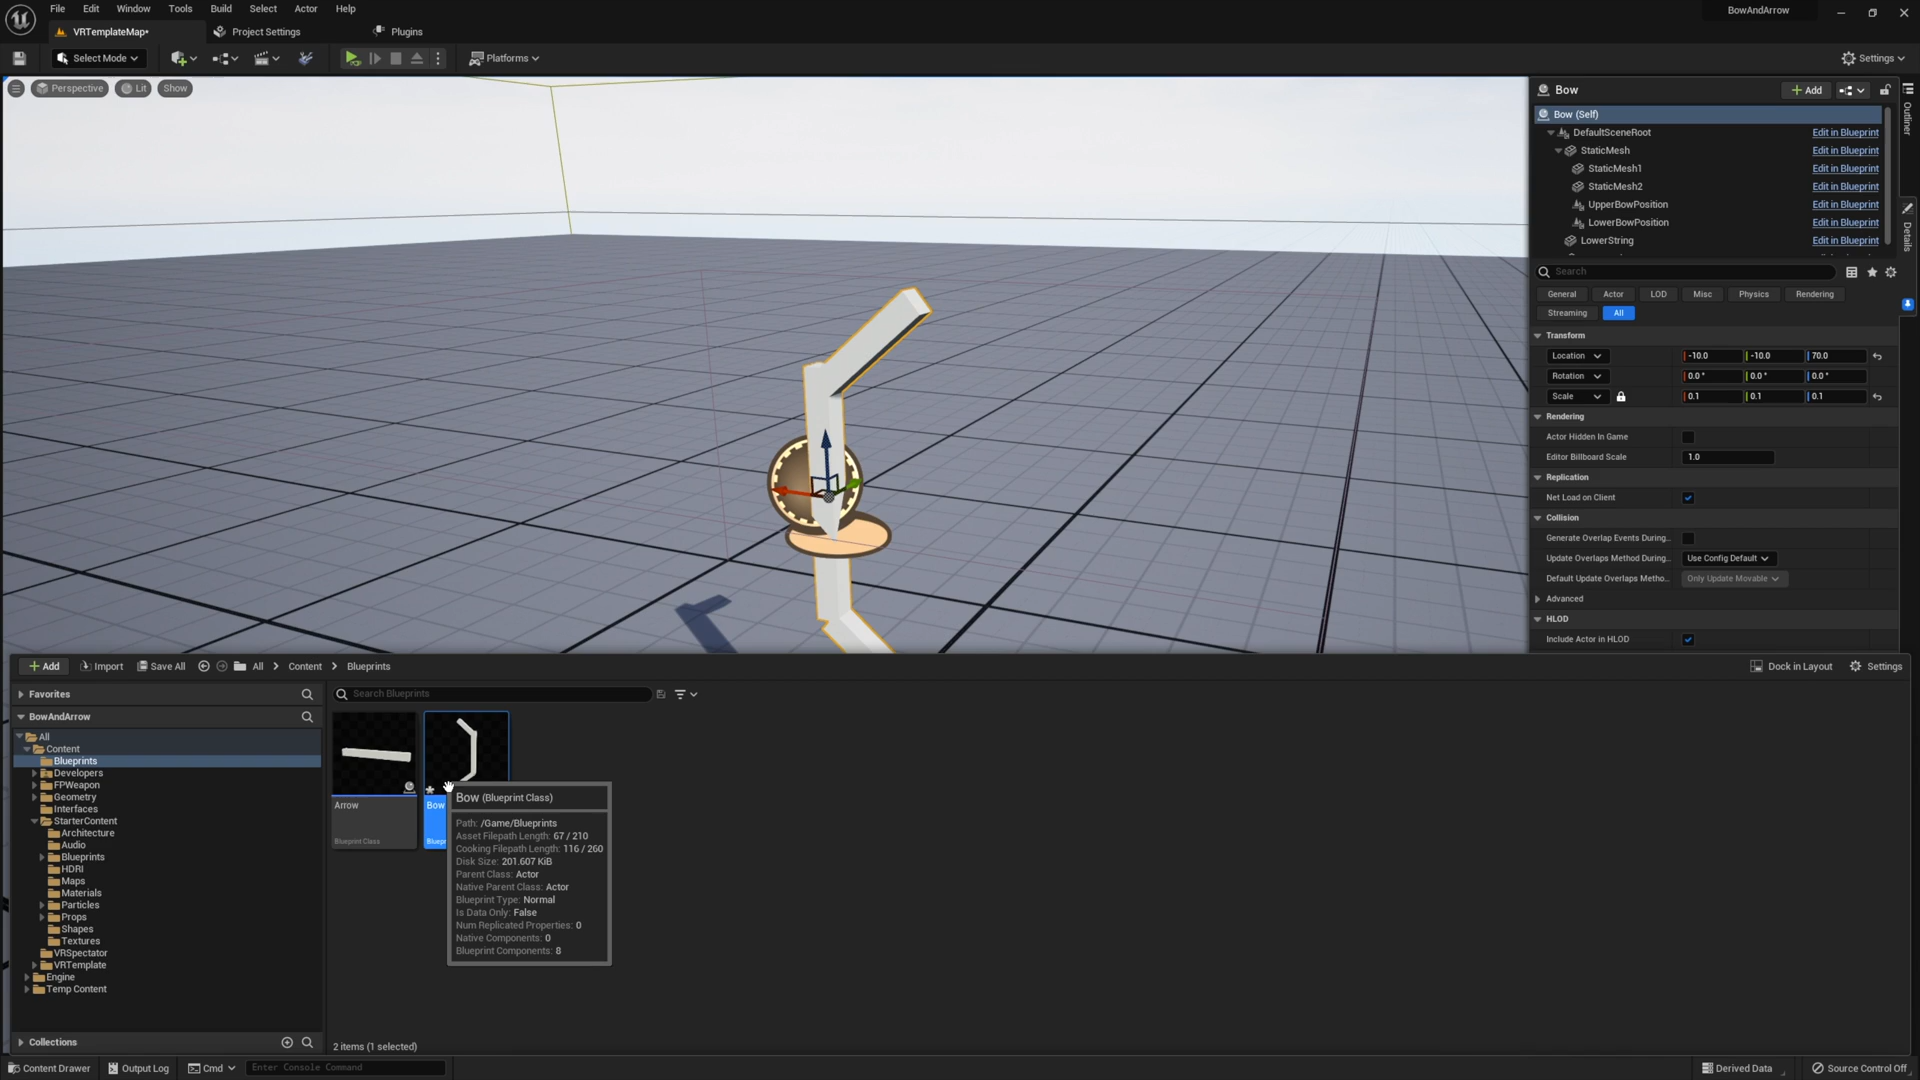 File Edit Window Tools Build Select Actor Help
BowAndArrow
VRTemplateMap*
Project Settings
Plugins
Select Mode
Platforms
Settings
Perspective
Lit
Show
Bow
+ Add
Bow (Self)
DefaultSceneRoot Edit in Blueprint
StaticMesh Edit in Blueprint
StaticMesh1 Edit in Blueprint
StaticMesh2 Edit in Blueprint
UpperBowPosition Edit in Blueprint
LowerBowPosition Edit in Blueprint
LowerString Edit in Blueprint
Outliner
Details
Search
General Actor LOD Misc Physics Rendering
Streaming All
Transform
Location -10.0 -10.0 70.0
Rotation 0.0 ° 0.0 ° 0.0 °
Scale 0.1 0.1 0.1
Rendering
Actor Hidden In Game
Editor Billboard Scale 1.0
Replication
Net Load on Client
Collision
Generate Overlap Events During..
Update Overlaps Method During.. Use Config Default
Default Update Overlaps Metho.. Only Update Movable
Advanced
HLOD
Include Actor in HLOD
+ Add Import Save All All > Content > Blueprints
Dock in Layout Settings
Favorites
BowAndArrow
All
Content
Blueprints
Developers
FPWeapon
Geometry
Interfaces
StarterContent
Architecture
Audio
Blueprints
HDRI
Maps
Materials
Particles
Props
Shapes
Textures
VRSpectator
VRTemplate
Engine
Temp Content
Collections
Search Blueprints
Arrow
Blueprint Class
Bow
Bow (Blueprint Class)
Path: /Game/Blueprints
Asset Filepath Length: 67 / 210
Cooking Filepath Length: 116 / 260
Disk Size: 201.607 KiB
Parent Class: Actor
Native Parent Class: Actor
Blueprint Type: Normal
Is Data Only: False
Num Replicated Properties: 0
Native Components: 0
Blueprint Components: 8
2 items (1 selected)
Content Drawer Output Log Cmd Enter Console Command
Derived Data Source Control Off